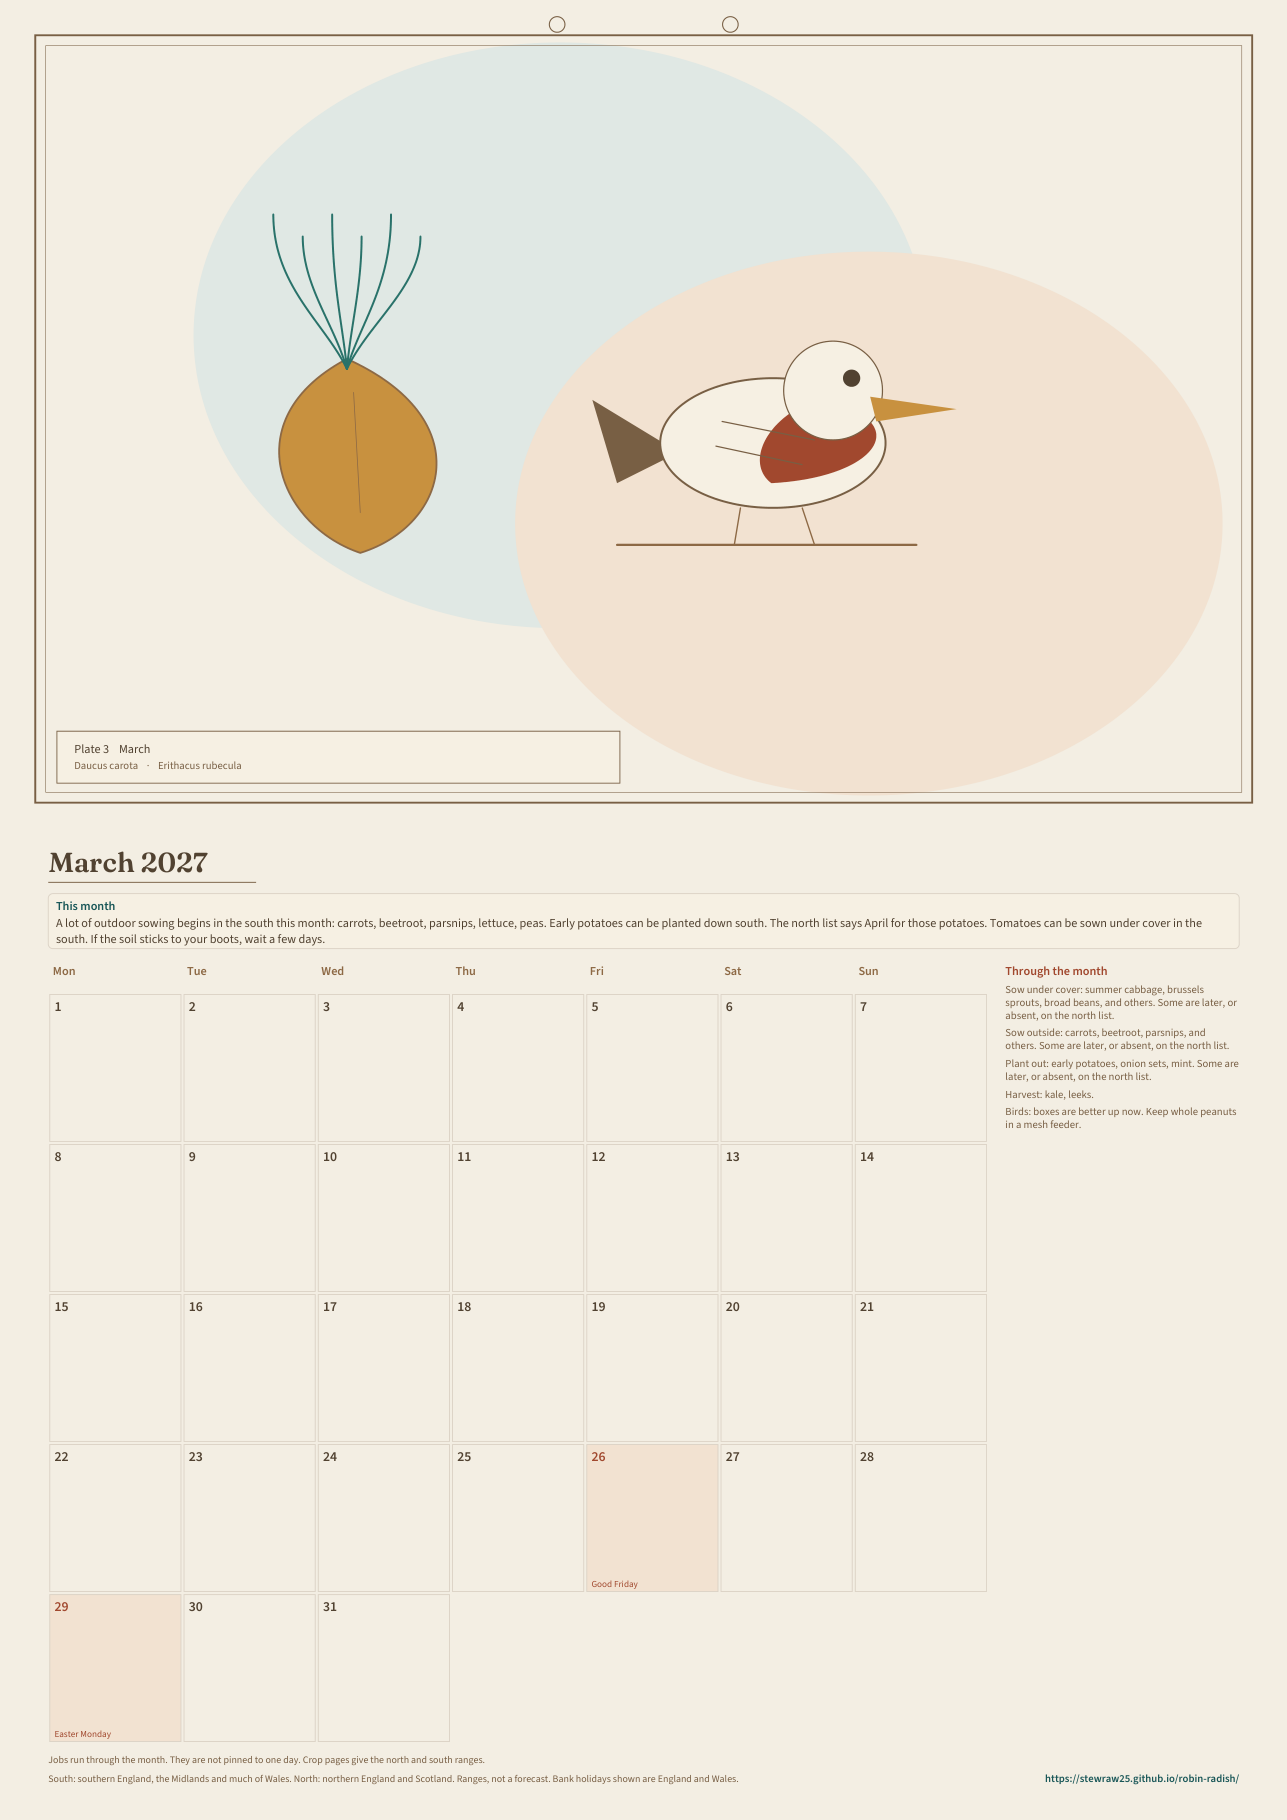 Plate 3 March
Daucus carota · Erithacus rubecula
March 2027
This month
A lot of outdoor sowing begins in the south this month: carrots, beetroot, parsnips, lettuce, peas. Early potatoes can be planted down south. The north list says April for those potatoes. Tomatoes can be sown under cover in the
south. If the soil sticks to your boots, wait a few days.
Mon Tue Wed Thu Fri Sat Sun
1 2 3 4 5 6 7
8 9 10 11 12 13 14
15 16 17 18 19 20 21
22 23 24 25 26 27 28
Good Friday
29 30 31
Easter Monday
Through the month
Sow under cover: summer cabbage, brussels
sprouts, broad beans, and others. Some are later, or
absent, on the north list.
Sow outside: carrots, beetroot, parsnips, and
others. Some are later, or absent, on the north list.
Plant out: early potatoes, onion sets, mint. Some are
later, or absent, on the north list.
Harvest: kale, leeks.
Birds: boxes are better up now. Keep whole peanuts
in a mesh feeder.
Jobs run through the month. They are not pinned to one day. Crop pages give the north and south ranges.
South: southern England, the Midlands and much of Wales. North: northern England and Scotland. Ranges, not a forecast. Bank holidays shown are England and Wales.
https://stewraw25.github.io/robin-radish/